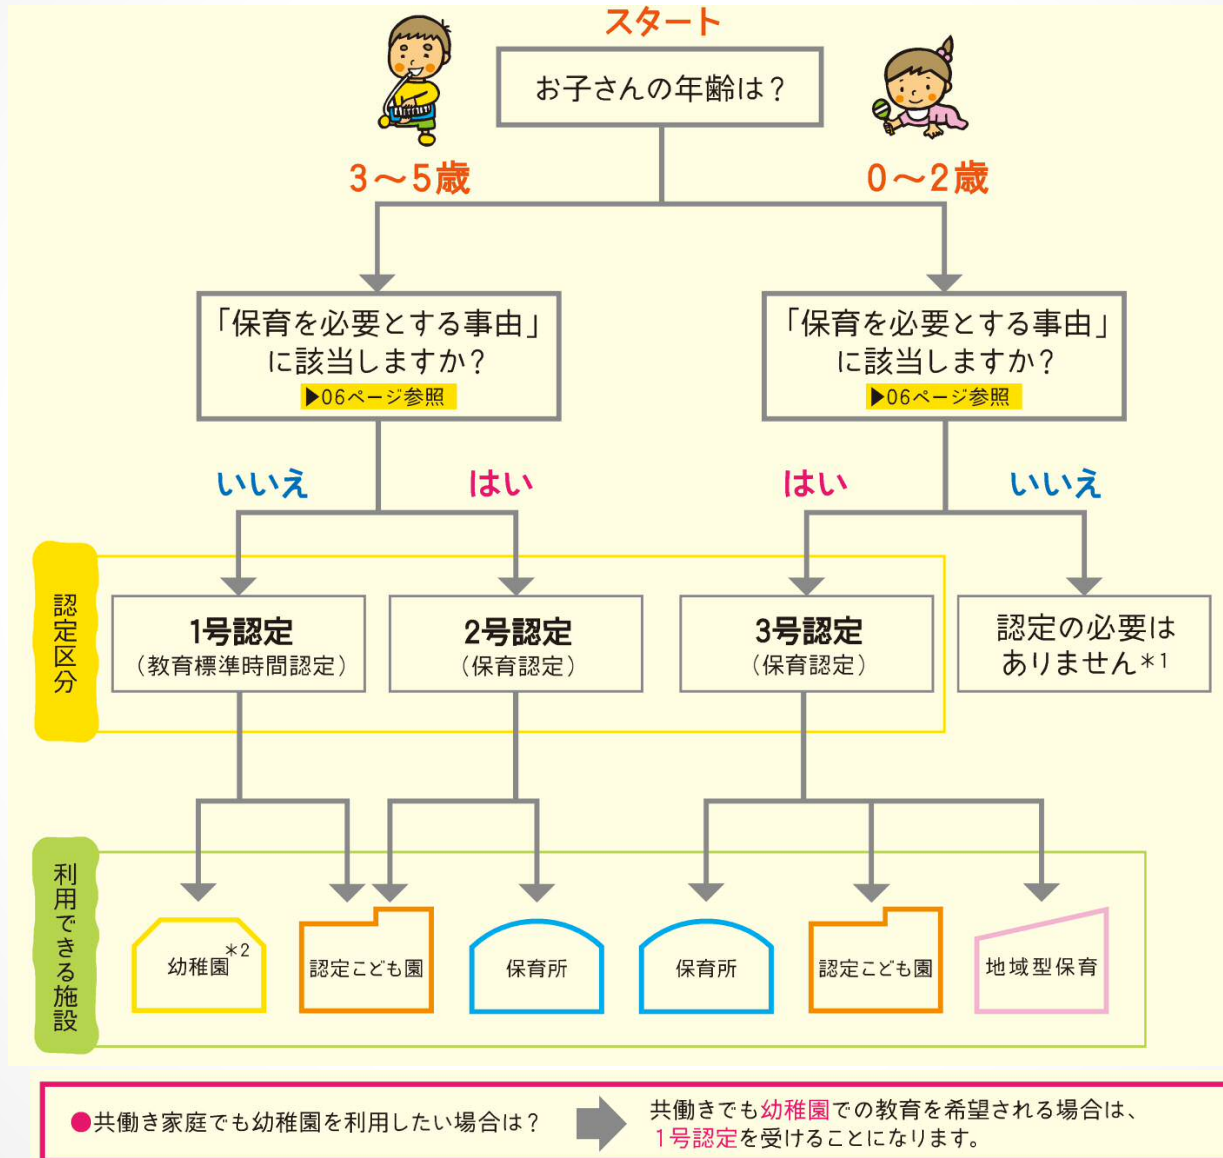 スタート
お子さんの年齢は？
3～5歳
0～2歳
「保育を必要とする事由」
に該当しますか？
▶06ページ参照
「保育を必要とする事由」
に該当しますか？
▶06ページ参照
いいえ
はい
はい
いいえ
認定区分
1号認定
（教育標準時間認定）
2号認定
（保育認定）
3号認定
（保育認定）
認定の必要は
ありません＊1
利用できる施設
幼稚園＊2
認定こども園
保育所
保育所
認定こども園
地域型保育
●共働き家庭でも幼稚園を利用したい場合は？
共働きでも幼稚園での教育を希望される場合は、
1号認定を受けることになります。